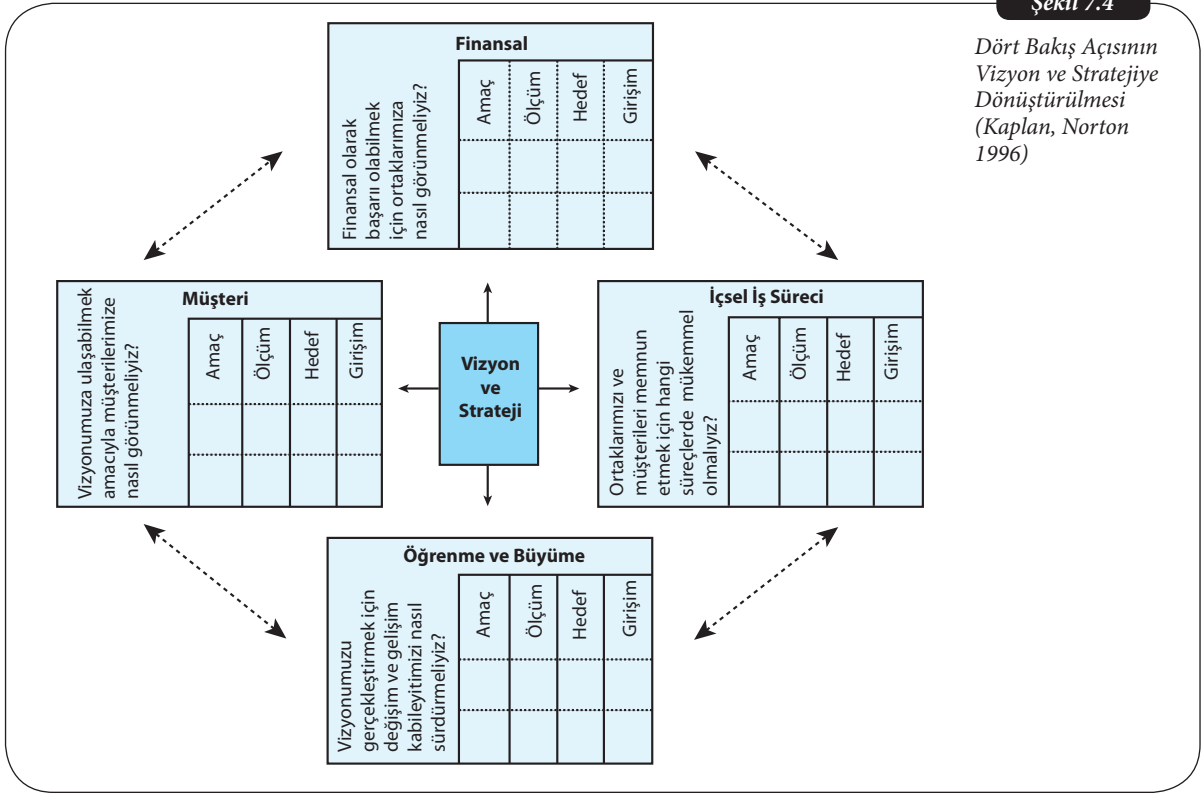 Şekil 7.4
Dört Bakış Açısının
Vizyon ve Stratejiye
Dönüştürülmesi
(Kaplan, Norton
1996)
Finansal
Finansal olarak
başarıı olabilmek
için ortaklarımıza
nasıl görünmeliyiz?
Amaç
Ölçüm
Hedef
Girişim
Müşteri
Vizyonumuza ulaşabilmek
amacıyla müşterilerimize
nasıl görünmeliyiz?
Amaç
Ölçüm
Hedef
Girişim
Vizyon
ve
Strateji
İçsel İş Süreci
Ortaklarımızı ve
müşterileri memnun
etmek için hangi
süreçlerde mükemmel
olmalıyız?
Amaç
Ölçüm
Hedef
Girişim
Öğrenme ve Büyüme
Vizyonumuzu
gerçekleştirmek için
değişim ve gelişim
kabileyitimizi nasıl
sürdürmeliyiz?
Amaç
Ölçüm
Hedef
Girişim